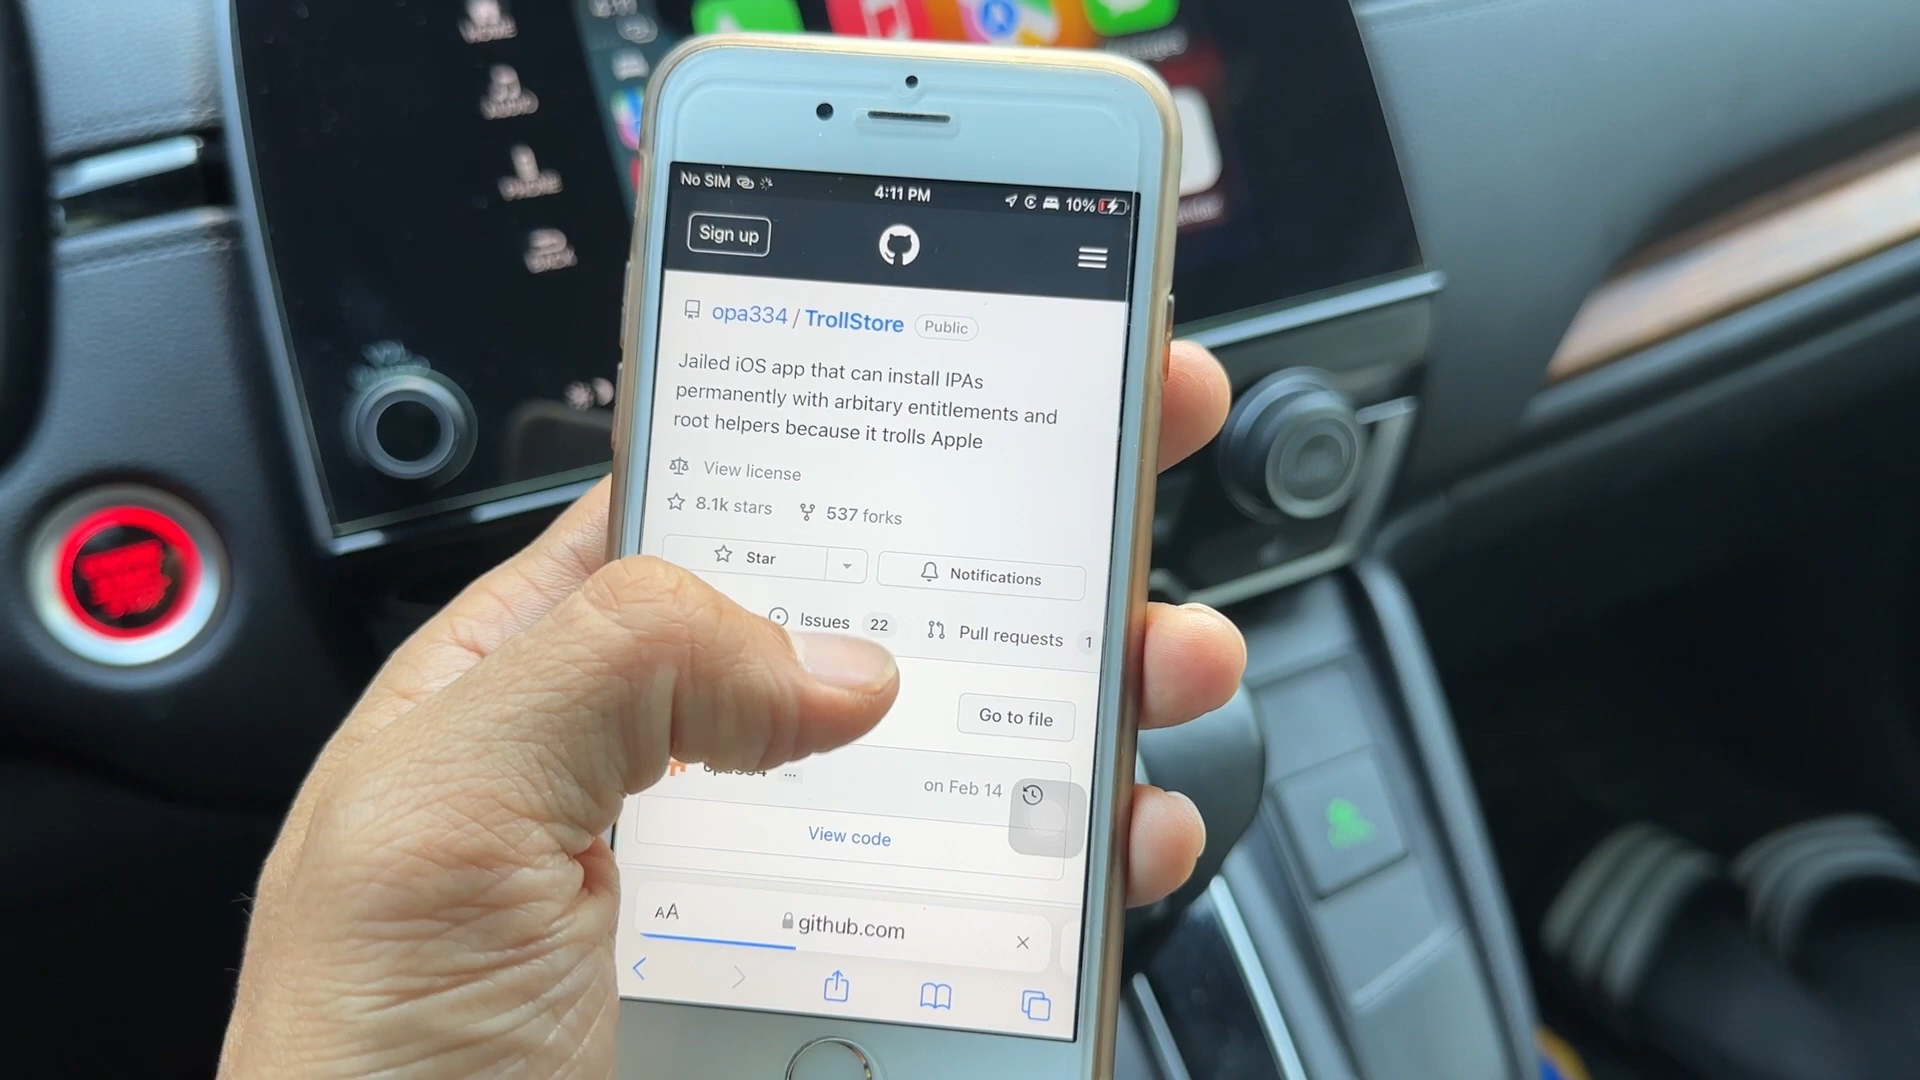 No SIM
4:11 PM
10%
Sign up
opa334 / TrollStore
Public
Jailed iOS app that can install IPAs
permanently with arbitary entitlements and
root helpers because it trolls Apple
View license
8.1k stars
537 forks
Star
Notifications
Issues 22
Pull requests 1
Go to file
opa334 ...
on Feb 14
View code
AA
github.com